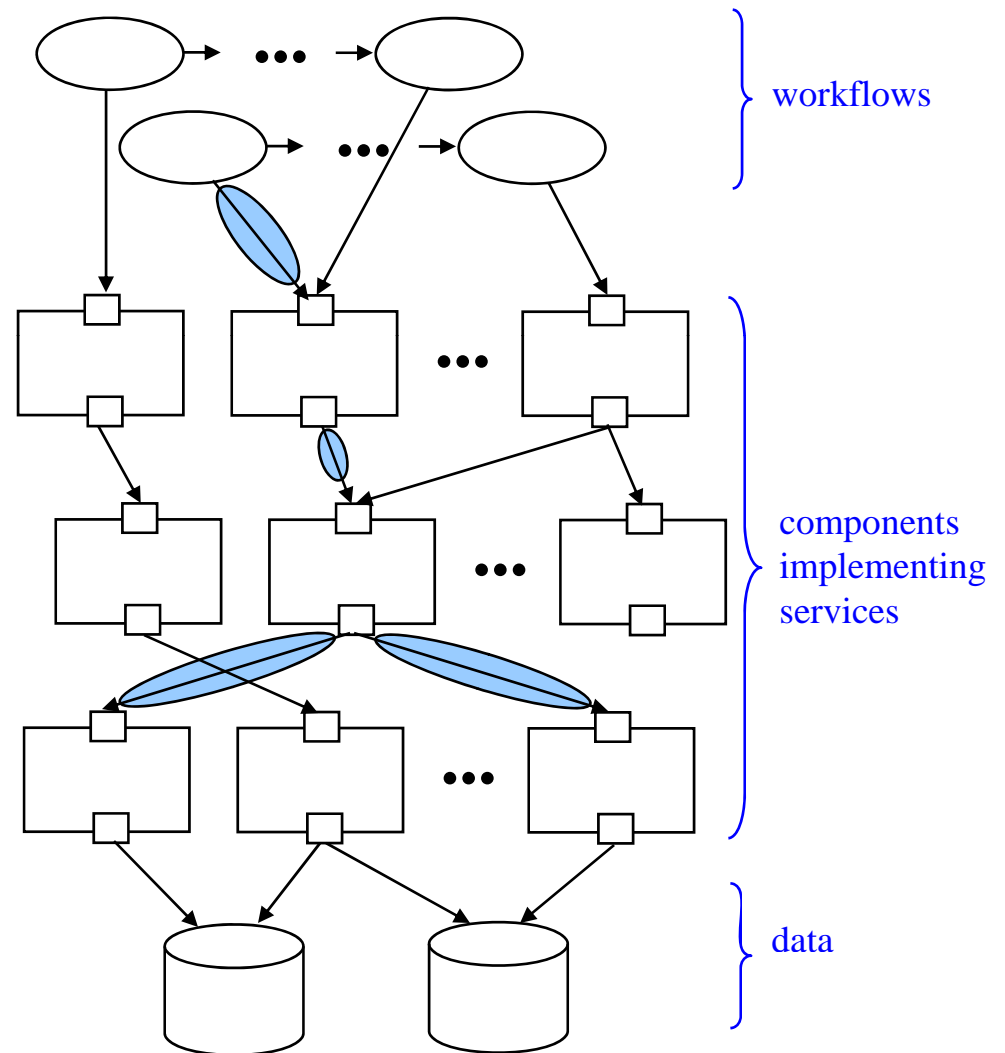 workflows
components
implementing
services
data